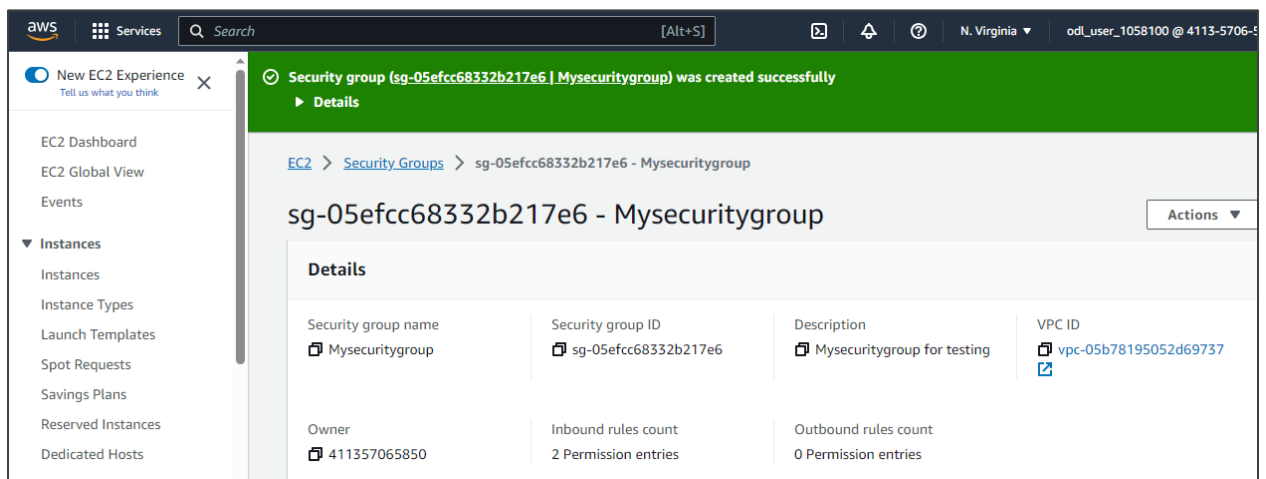 aws Services Search [Alt+S] N. Virginia odl_user_1058100 @ 4113-5706-5
New EC2 Experience
Tell us what you think
EC2 Dashboard
EC2 Global View
Events
Instances
Instances
Instance Types
Launch Templates
Spot Requests
Savings Plans
Reserved Instances
Dedicated Hosts
Security group (sg-05efcc68332b217e6 | Mysecuritygroup) was created successfully
Details
EC2 > Security Groups > sg-05efcc68332b217e6 - Mysecuritygroup
sg-05efcc68332b217e6 - Mysecuritygroup
Actions
Details
Security group name
Mysecuritygroup
Security group ID
sg-05efcc68332b217e6
Description
Mysecuritygroup for testing
VPC ID
vpc-05b78195052d69737
Owner
411357065850
Inbound rules count
2 Permission entries
Outbound rules count
0 Permission entries